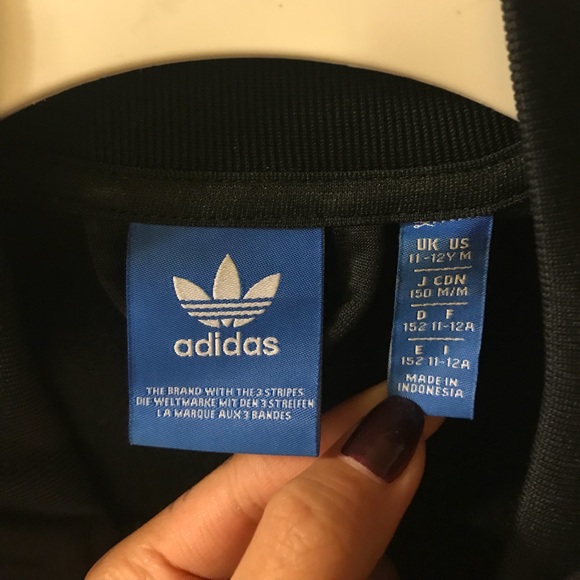 adidas
THE BRAND WITH THE 3 STRIPES
DIE WELTMARKE MIT DEN 3 STREIFEN
LA MARQUE AUX 3 BANDES
UK US
11-12Y M
J CDN
150 M/M
D F
152 11-12A
E I
152 11-12A
MADE IN
INDONESIA